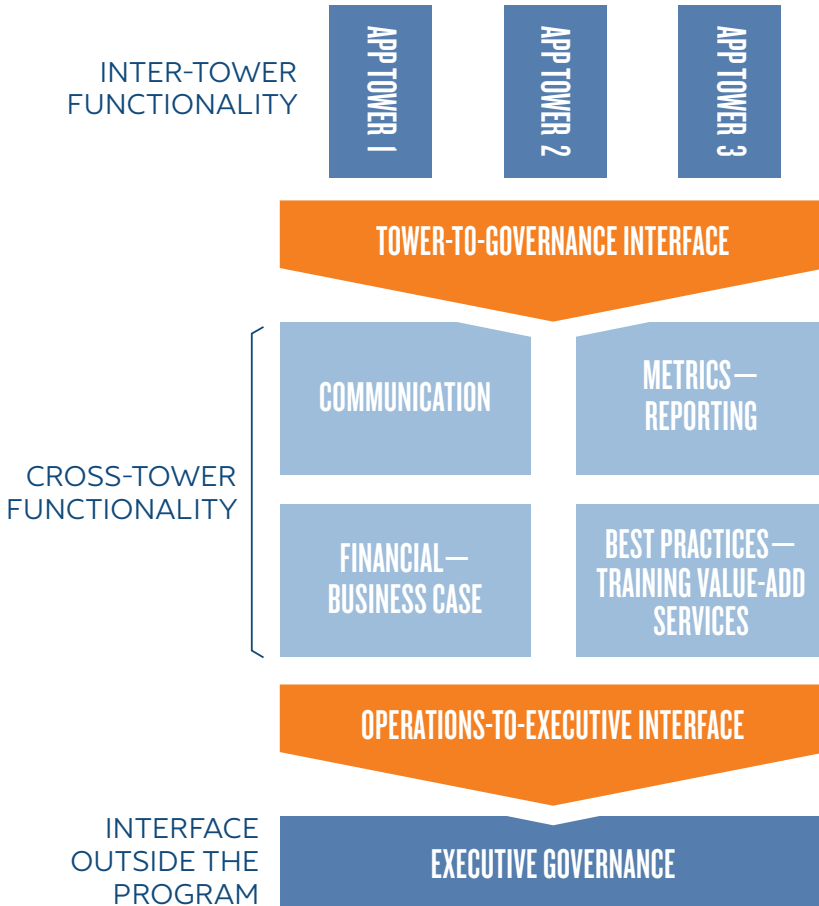 INTER-TOWER
FUNCTIONALITY
APP TOWER 1
APP TOWER 2
APP TOWER 3
TOWER-TO-GOVERNANCE INTERFACE
CROSS-TOWER
FUNCTIONALITY
COMMUNICATION
METRICS—
REPORTING
FINANCIAL—
BUSINESS CASE
BEST PRACTICES—
TRAINING VALUE-ADD
SERVICES
OPERATIONS-TO-EXECUTIVE INTERFACE
INTERFACE
OUTSIDE THE
PROGRAM
EXECUTIVE GOVERNANCE